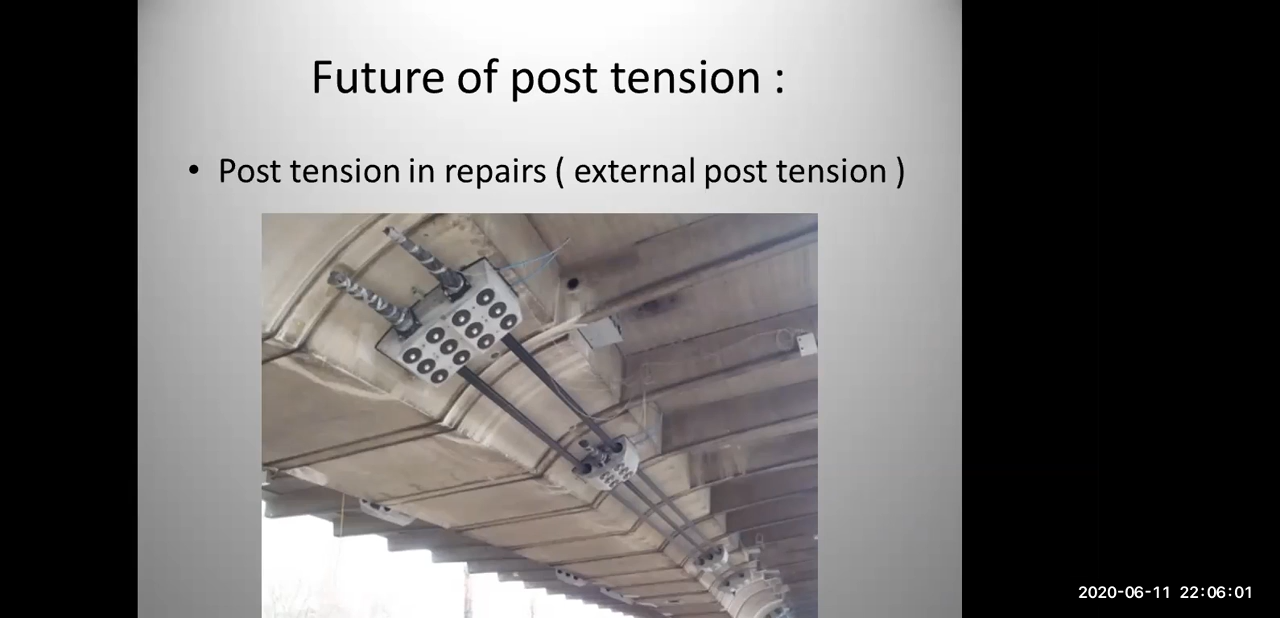 Future of post tension :
• Post tension in repairs ( external post tension )
2020-06-11 22:06:01